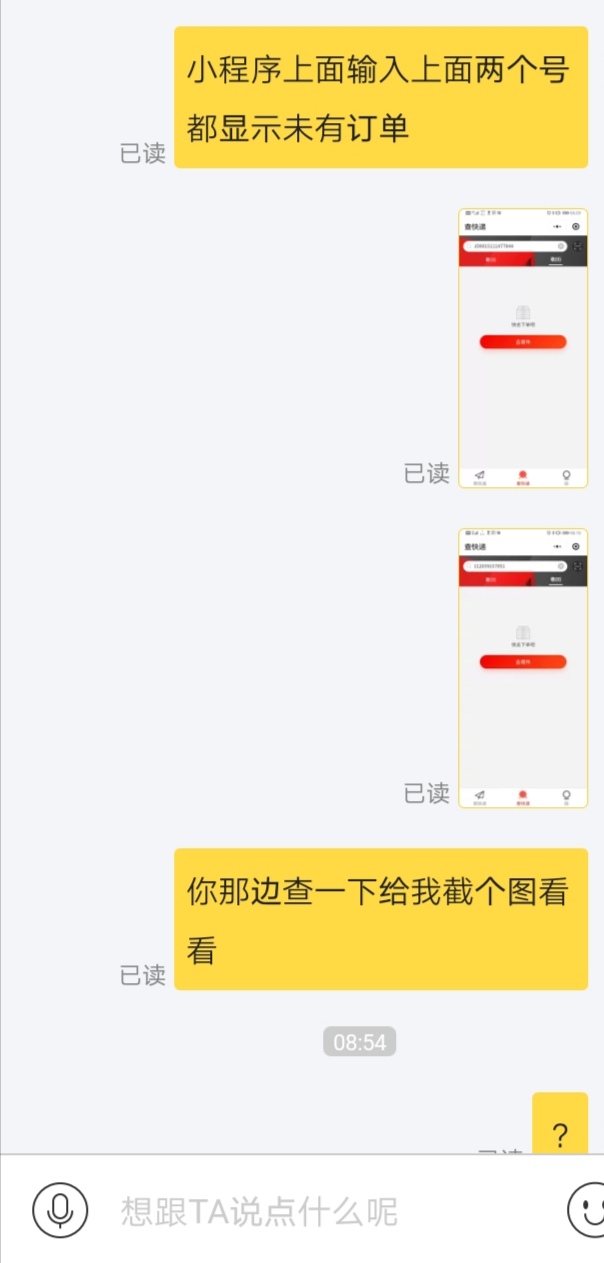 小程序上面输入上面两个号
都显示未有订单
已读
查快递
已读
查快递
已读
你那边查一下给我截个图看
看
已读
08:54
?
已读
想跟TA说点什么呢